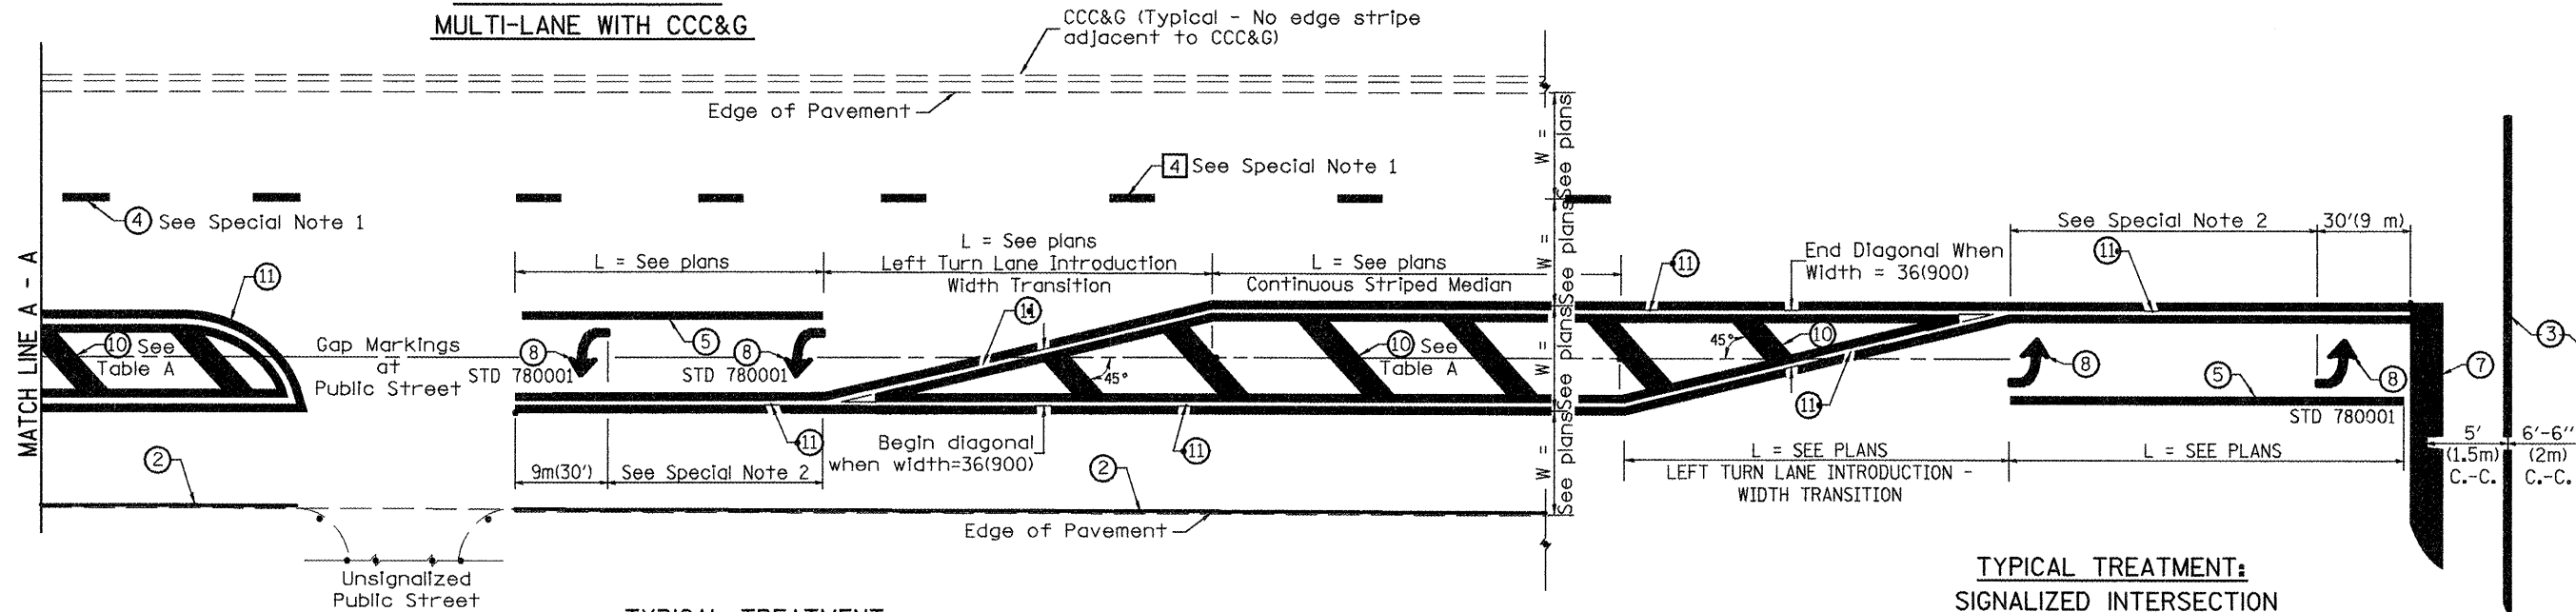 MULTI-LANE WITH CCC&G
CCC&G (Typical - No edge stripe
adjacent to CCC&G)
Edge of Pavement
MATCH LINE A - A
4 See Special Note 1
4 See Special Note 1
11
10 See
Table A
Gap Markings
at
Public Street
2
Unsignalized
Public Street
L = See plans
5
8
8
STD 780001
STD 780001
9m(30')
See Special Note 2
11
L = See plans
Left Turn Lane Introduction
Width Transition
11
45°
Begin diagonal
when width=36(900)
11
2
Edge of Pavement
L = See plans
Continuous Striped Median
10 See
Table A
W =
See plans
W =
See plans
W =
See plans
W =
See plans
11
End Diagonal When
Width = 36(900)
10
45°
11
L = SEE PLANS
LEFT TURN LANE INTRODUCTION -
WIDTH TRANSITION
See Special Note 2
30'(9 m)
11
8
8
5
STD 780001
L = SEE PLANS
7
3
5'
(1.5m)
C.-C.
6'-6"
(2m)
C.-C.
TYPICAL TREATMENT
TYPICAL TREATMENT:
SIGNALIZED INTERSECTION